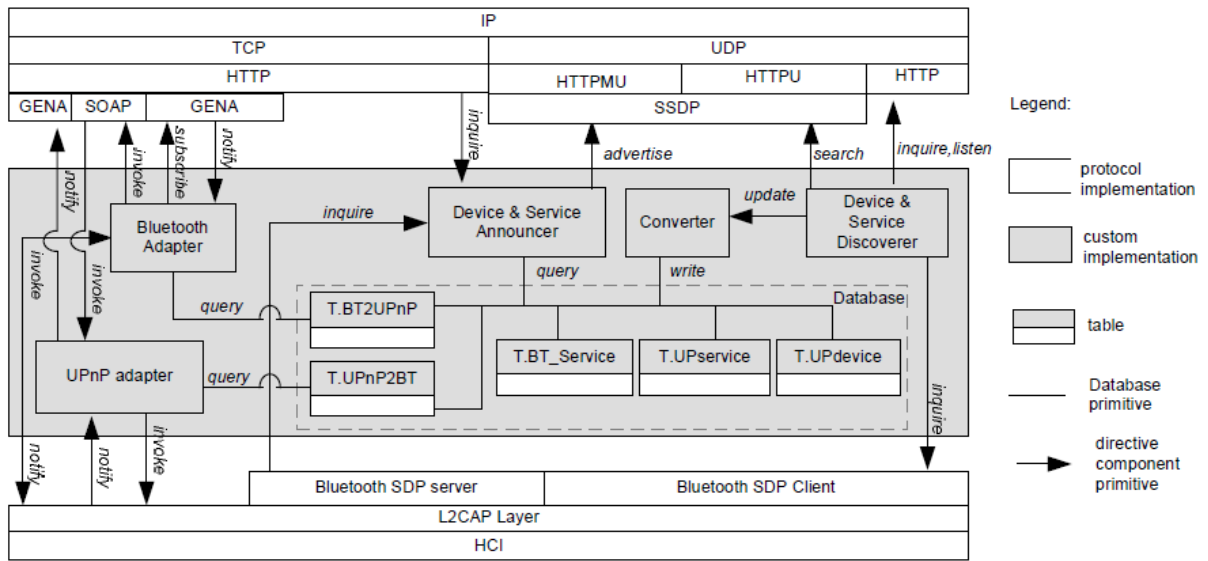 IP
TCP
UDP
HTTP
HTTPMU
HTTPU
HTTP
GENA
SOAP
GENA
SSDP
notify
invoke
subscribe
notify
inquire
advertise
search
inquire,listen
Bluetooth
Adapter
inquire
Device & Service
Announcer
Converter
update
Device &
Service
Discoverer
invoke
invoke
query
query
write
Database
T.BT2UPnP
T.BT_Service
T.UPservice
T.UPdevice
UPnP adapter
query
T.UPnP2BT
inquire
notify
notify
invoke
Bluetooth SDP server
Bluetooth SDP Client
L2CAP Layer
HCI
Legend:
protocol
implementation
custom
implementation
table
Database
primitive
directive
component
primitive